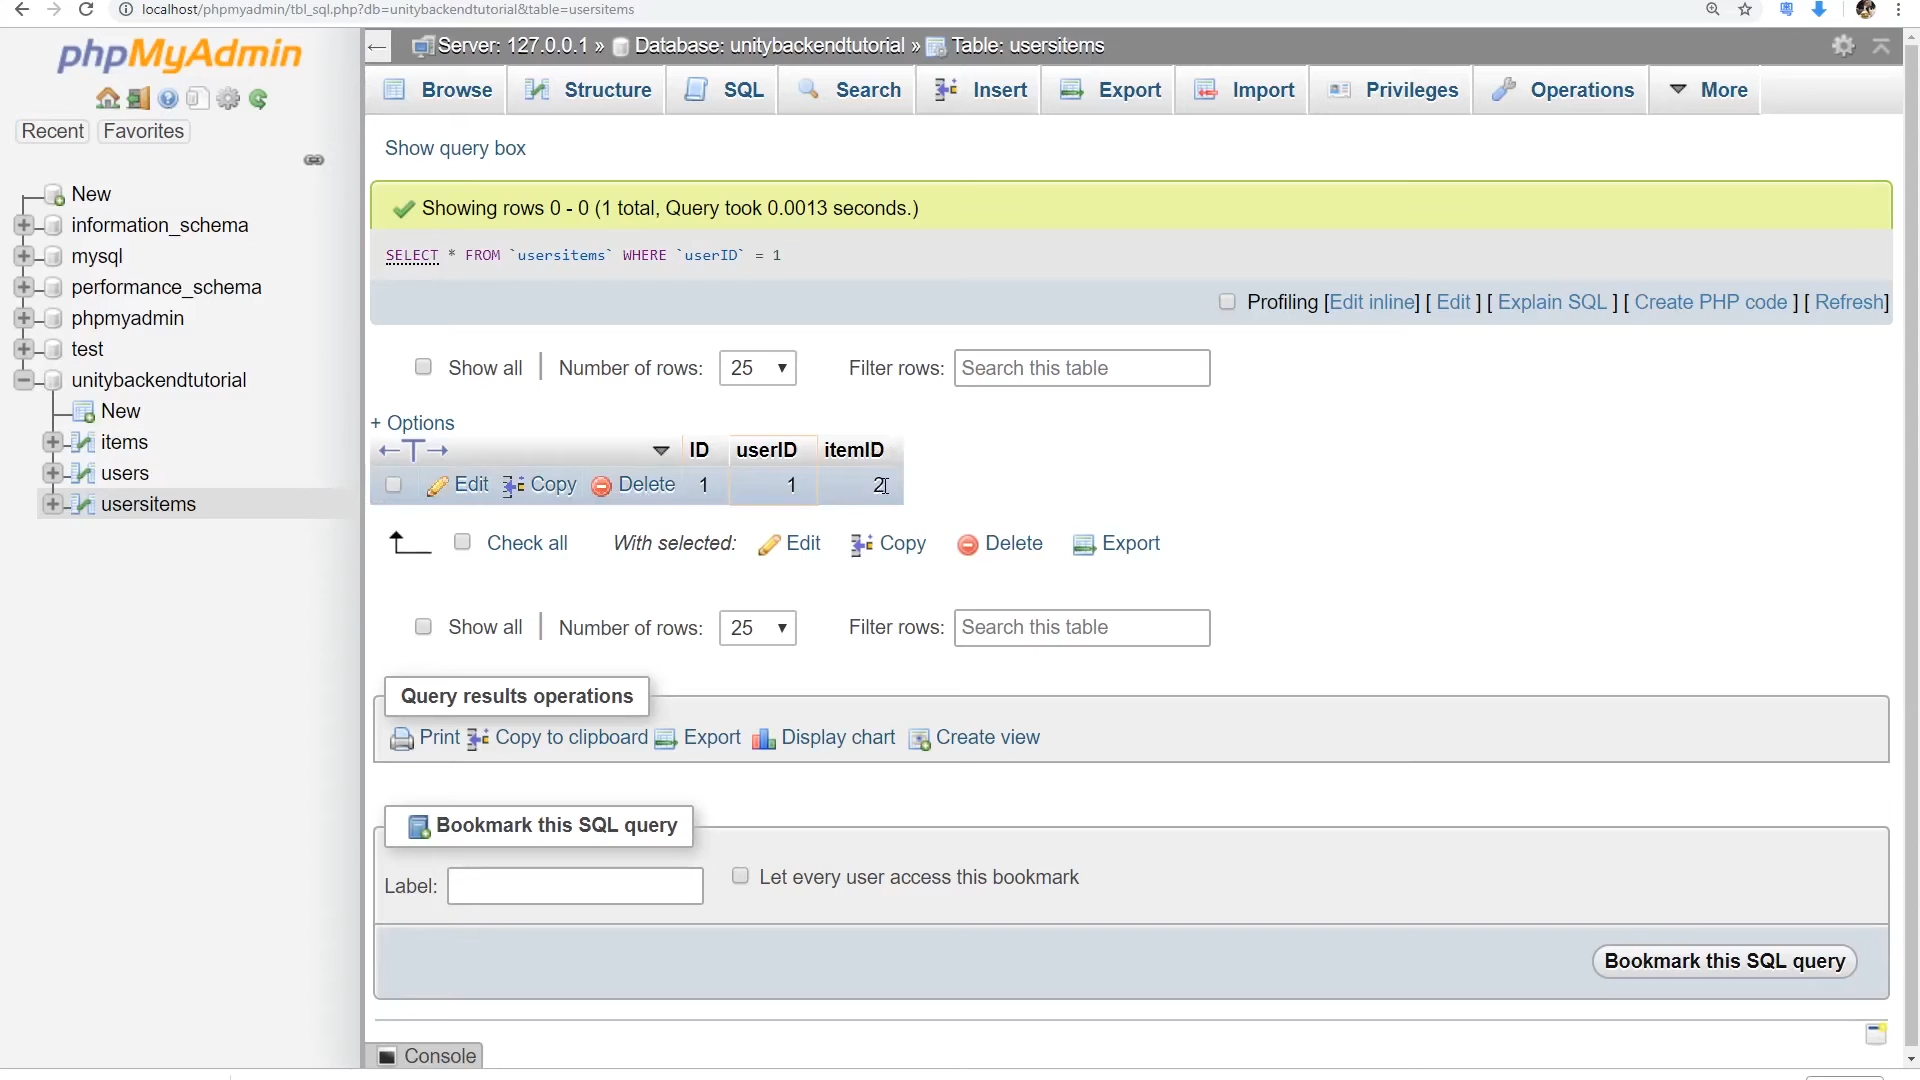 localhost/phpmyadmin/tbl_sql.php?db=unitybackendtutorial&table=usersitems
phpMyAdmin
Recent Favorites
New
information_schema
mysql
performance_schema
phpmyadmin
test
unitybackendtutorial
New
items
users
usersitems
Server: 127.0.0.1 » Database: unitybackendtutorial » Table: usersitems
Browse Structure SQL Search Insert Export Import Privileges Operations More
Show query box
Showing rows 0 - 0 (1 total, Query took 0.0013 seconds.)
SELECT * FROM `usersitems` WHERE `userID` = 1
Profiling [Edit inline] [ Edit ] [ Explain SQL ] [ Create PHP code ] [ Refresh]
Show all Number of rows: 25 Filter rows: Search this table
+ Options
ID userID itemID
Edit Copy Delete 1 1 2
Check all With selected: Edit Copy Delete Export
Show all Number of rows: 25 Filter rows: Search this table
Query results operations
Print Copy to clipboard Export Display chart Create view
Bookmark this SQL query
Label: Let every user access this bookmark
Bookmark this SQL query
Console